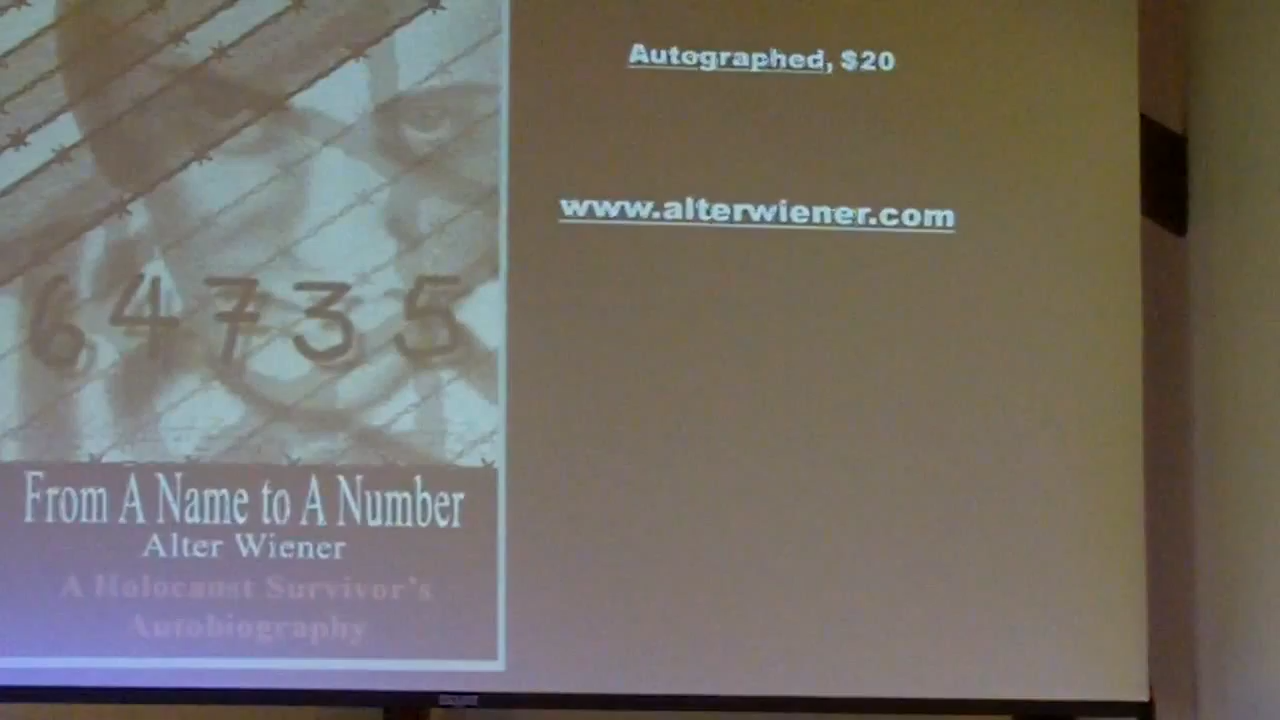 64735
From A Name to A Number
Alter Wiener
A Holocaust Survivor's
Autobiography
Autographed, $20
www.alterwiener.com